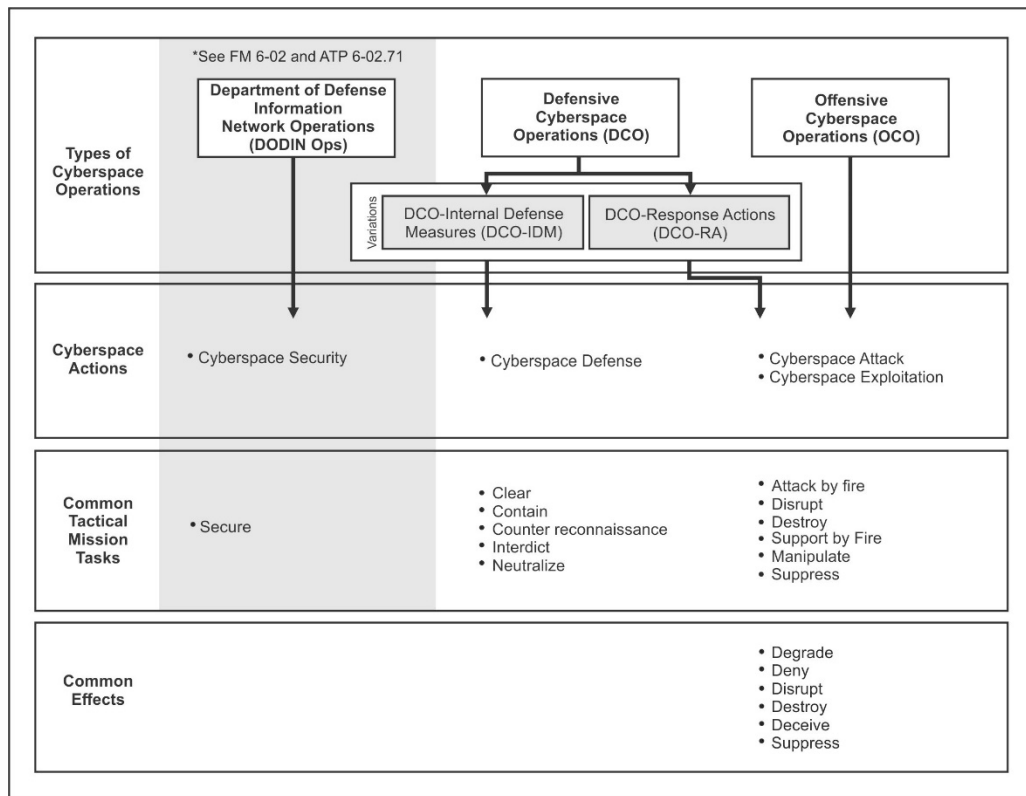 *See FM 6-02 and ATP 6-02.71
Department of Defense
Information
Network Operations
(DODIN Ops)
Defensive
Cyberspace
Operations (DCO)
Offensive
Cyberspace
Operations (OCO)
Types of
Cyberspace
Operations
Variations
DCO-Internal Defense
Measures (DCO-IDM)
DCO-Response Actions
(DCO-RA)
Cyberspace
Actions
• Cyberspace Security
• Cyberspace Defense
• Cyberspace Attack
• Cyberspace Exploitation
Common
Tactical
Mission
Tasks
• Secure
• Clear
• Contain
• Counter reconnaissance
• Interdict
• Neutralize
• Attack by fire
• Disrupt
• Destroy
• Support by Fire
• Manipulate
• Suppress
Common
Effects
• Degrade
• Deny
• Disrupt
• Destroy
• Deceive
• Suppress